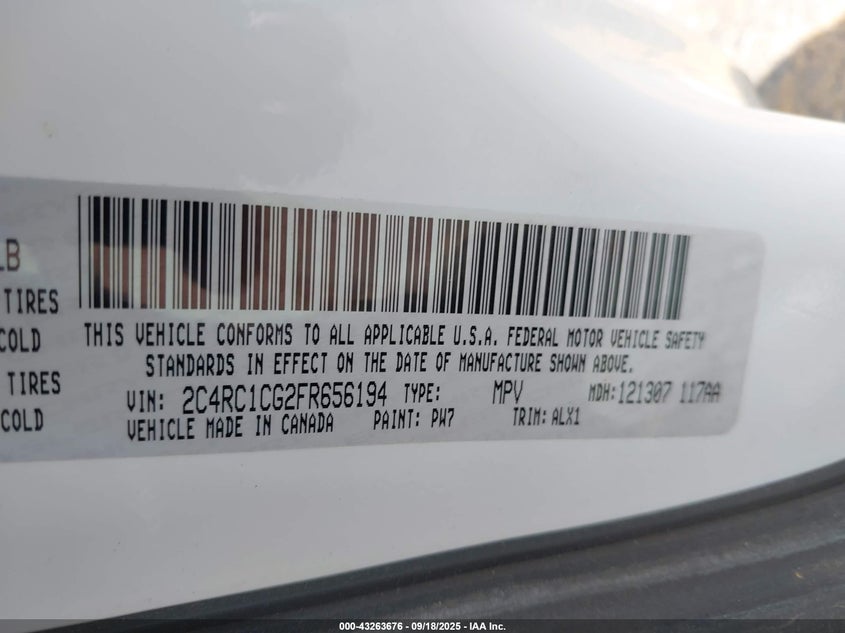 LB
TIRES
COLD
TIRES
COLD
THIS VEHICLE CONFORMS TO ALL APPLICABLE U.S.A. FEDERAL MOTOR VEHICLE SAFETY
STANDARDS IN EFFECT ON THE DATE OF MANUFACTURE SHOWN ABOVE.
VIN: 2C4RC1CG2FR656194 TYPE: MPV MDH:121307 117AA
VEHICLE MADE IN CANADA PAINT: PW7 TRIM: ALX1
000-43263676 - 09/18/2025 - IAA Inc.